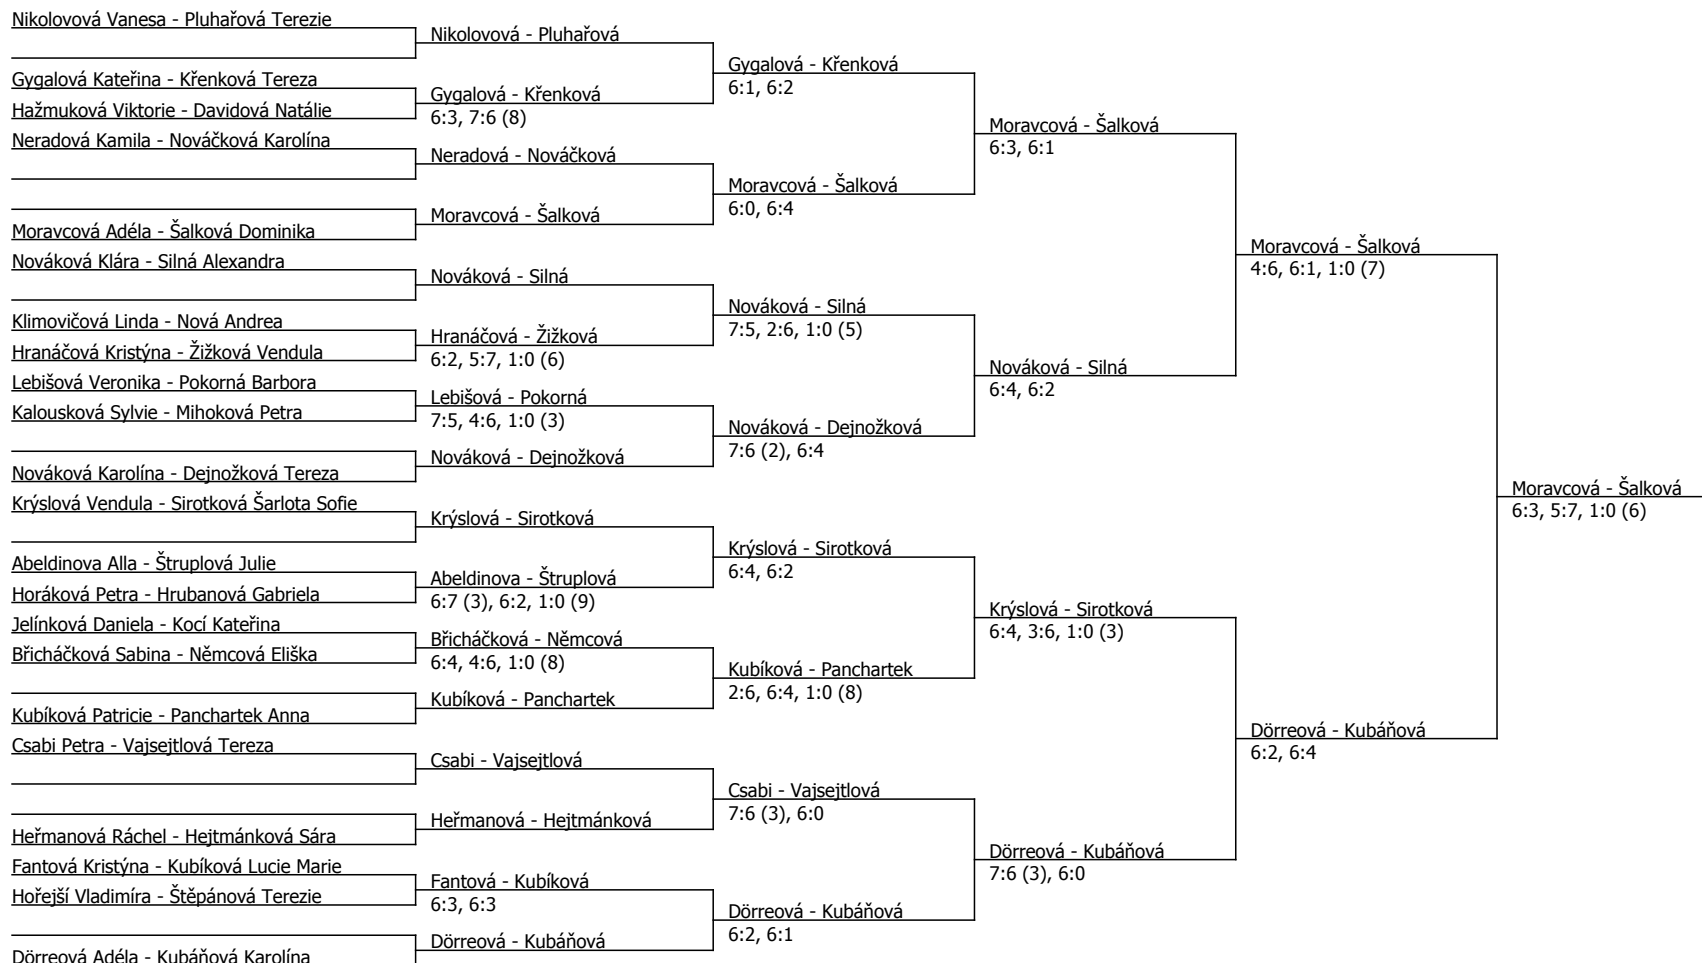 Nikolovová Vanesa - Pluhařová Terezie
Gygalová Kateřina - Křenková Tereza
Hažmuková Viktorie - Davidová Natálie
Neradová Kamila - Nováčková Karolína
Moravcová Adéla - Šalková Dominika
Nováková Klára - Silná Alexandra
Klimovičová Linda - Nová Andrea
Hranáčová Kristýna - Žižková Vendula
Lebišová Veronika - Pokorná Barbora
Kalousková Sylvie - Mihoková Petra
Nováková Karolína - Dejnožková Tereza
Krýslová Vendula - Sirotková Šarlota Sofie
Abeldinova Alla - Štruplová Julie
Horáková Petra - Hrubanová Gabriela
Jelínková Daniela - Kocí Kateřina
Břicháčková Sabina - Němcová Eliška
Kubíková Patricie - Panchartek Anna
Csabi Petra - Vajsejtlová Tereza
Heřmanová Ráchel - Hejtmánková Sára
Fantová Kristýna - Kubíková Lucie Marie
Hořejší Vladimíra - Štěpánová Terezie
Dörreová Adéla - Kubáňová Karolína
Nikolovová - Pluhařová
Gygalová - Křenková
6:3, 7:6 (8)
Neradová - Nováčková
Moravcová - Šalková
Nováková - Silná
Hranáčová - Žižková
6:2, 5:7, 1:0 (6)
Lebišová - Pokorná
7:5, 4:6, 1:0 (3)
Nováková - Dejnožková
Krýslová - Sirotková
Abeldinova - Štruplová
6:7 (3), 6:2, 1:0 (9)
Břicháčková - Němcová
6:4, 4:6, 1:0 (8)
Kubíková - Panchartek
Csabi - Vajsejtlová
Heřmanová - Hejtmánková
Fantová - Kubíková
6:3, 6:3
Dörreová - Kubáňová
Gygalová - Křenková
6:1, 6:2
Moravcová - Šalková
6:0, 6:4
Nováková - Silná
7:5, 2:6, 1:0 (5)
Nováková - Dejnožková
7:6 (2), 6:4
Krýslová - Sirotková
6:4, 6:2
Kubíková - Panchartek
2:6, 6:4, 1:0 (8)
Csabi - Vajsejtlová
7:6 (3), 6:0
Dörreová - Kubáňová
6:2, 6:1
Moravcová - Šalková
6:3, 6:1
Nováková - Silná
6:4, 6:2
Krýslová - Sirotková
6:4, 3:6, 1:0 (3)
Dörreová - Kubáňová
7:6 (3), 6:0
Moravcová - Šalková
4:6, 6:1, 1:0 (7)
Dörreová - Kubáňová
6:2, 6:4
Moravcová - Šalková
6:3, 5:7, 1:0 (6)